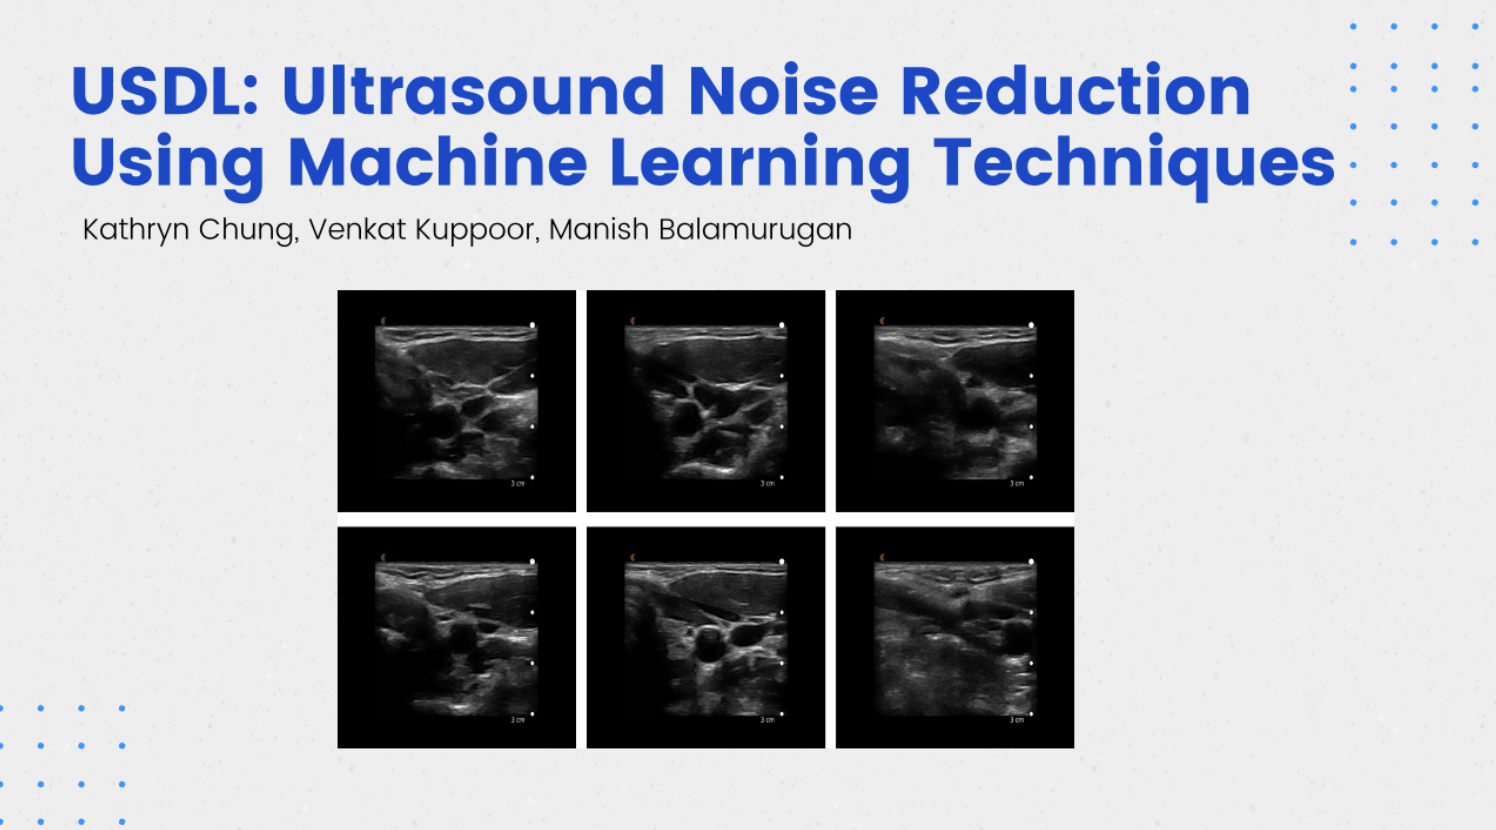 USDL: Ultrasound Noise Reduction
Using Machine Learning Techniques
Kathryn Chung, Venkat Kuppoor, Manish Balamurugan
3 cm
3 cm
3 cm
3 cm
3 cm
3 cm